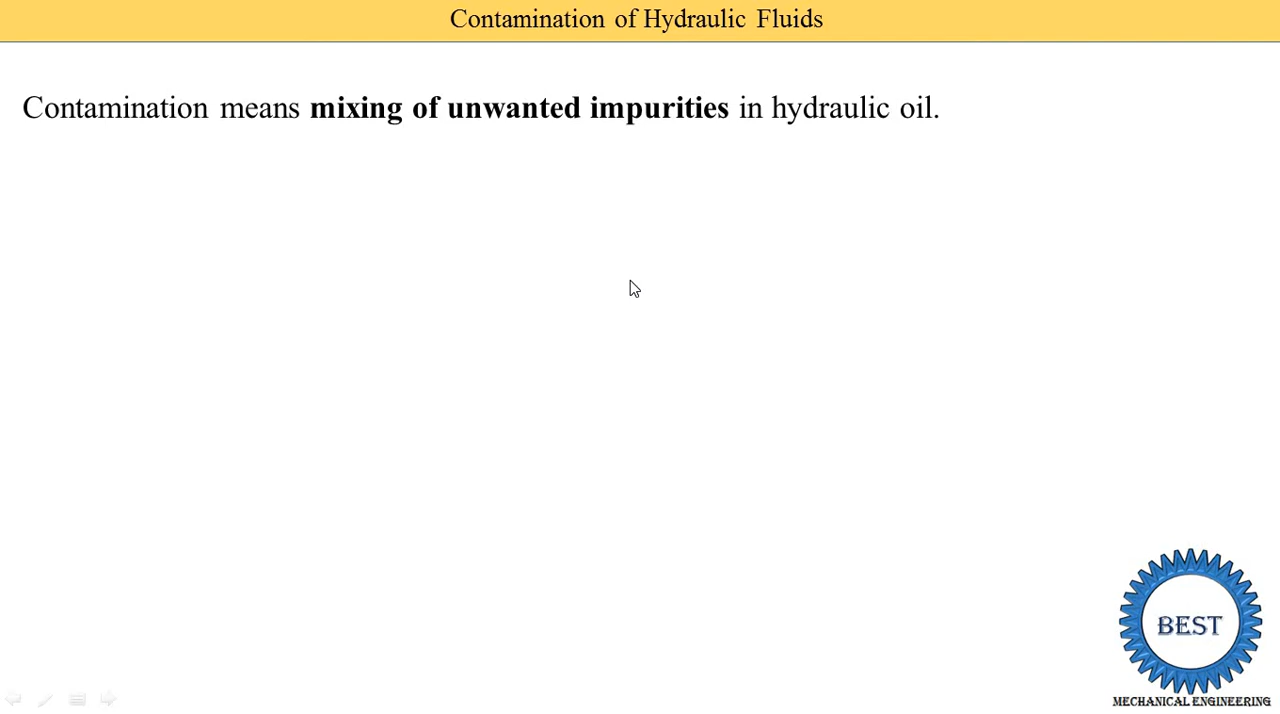 Contamination of Hydraulic Fluids
Contamination means mixing of unwanted impurities in hydraulic oil.
BEST
MECHANICAL ENGINEERING